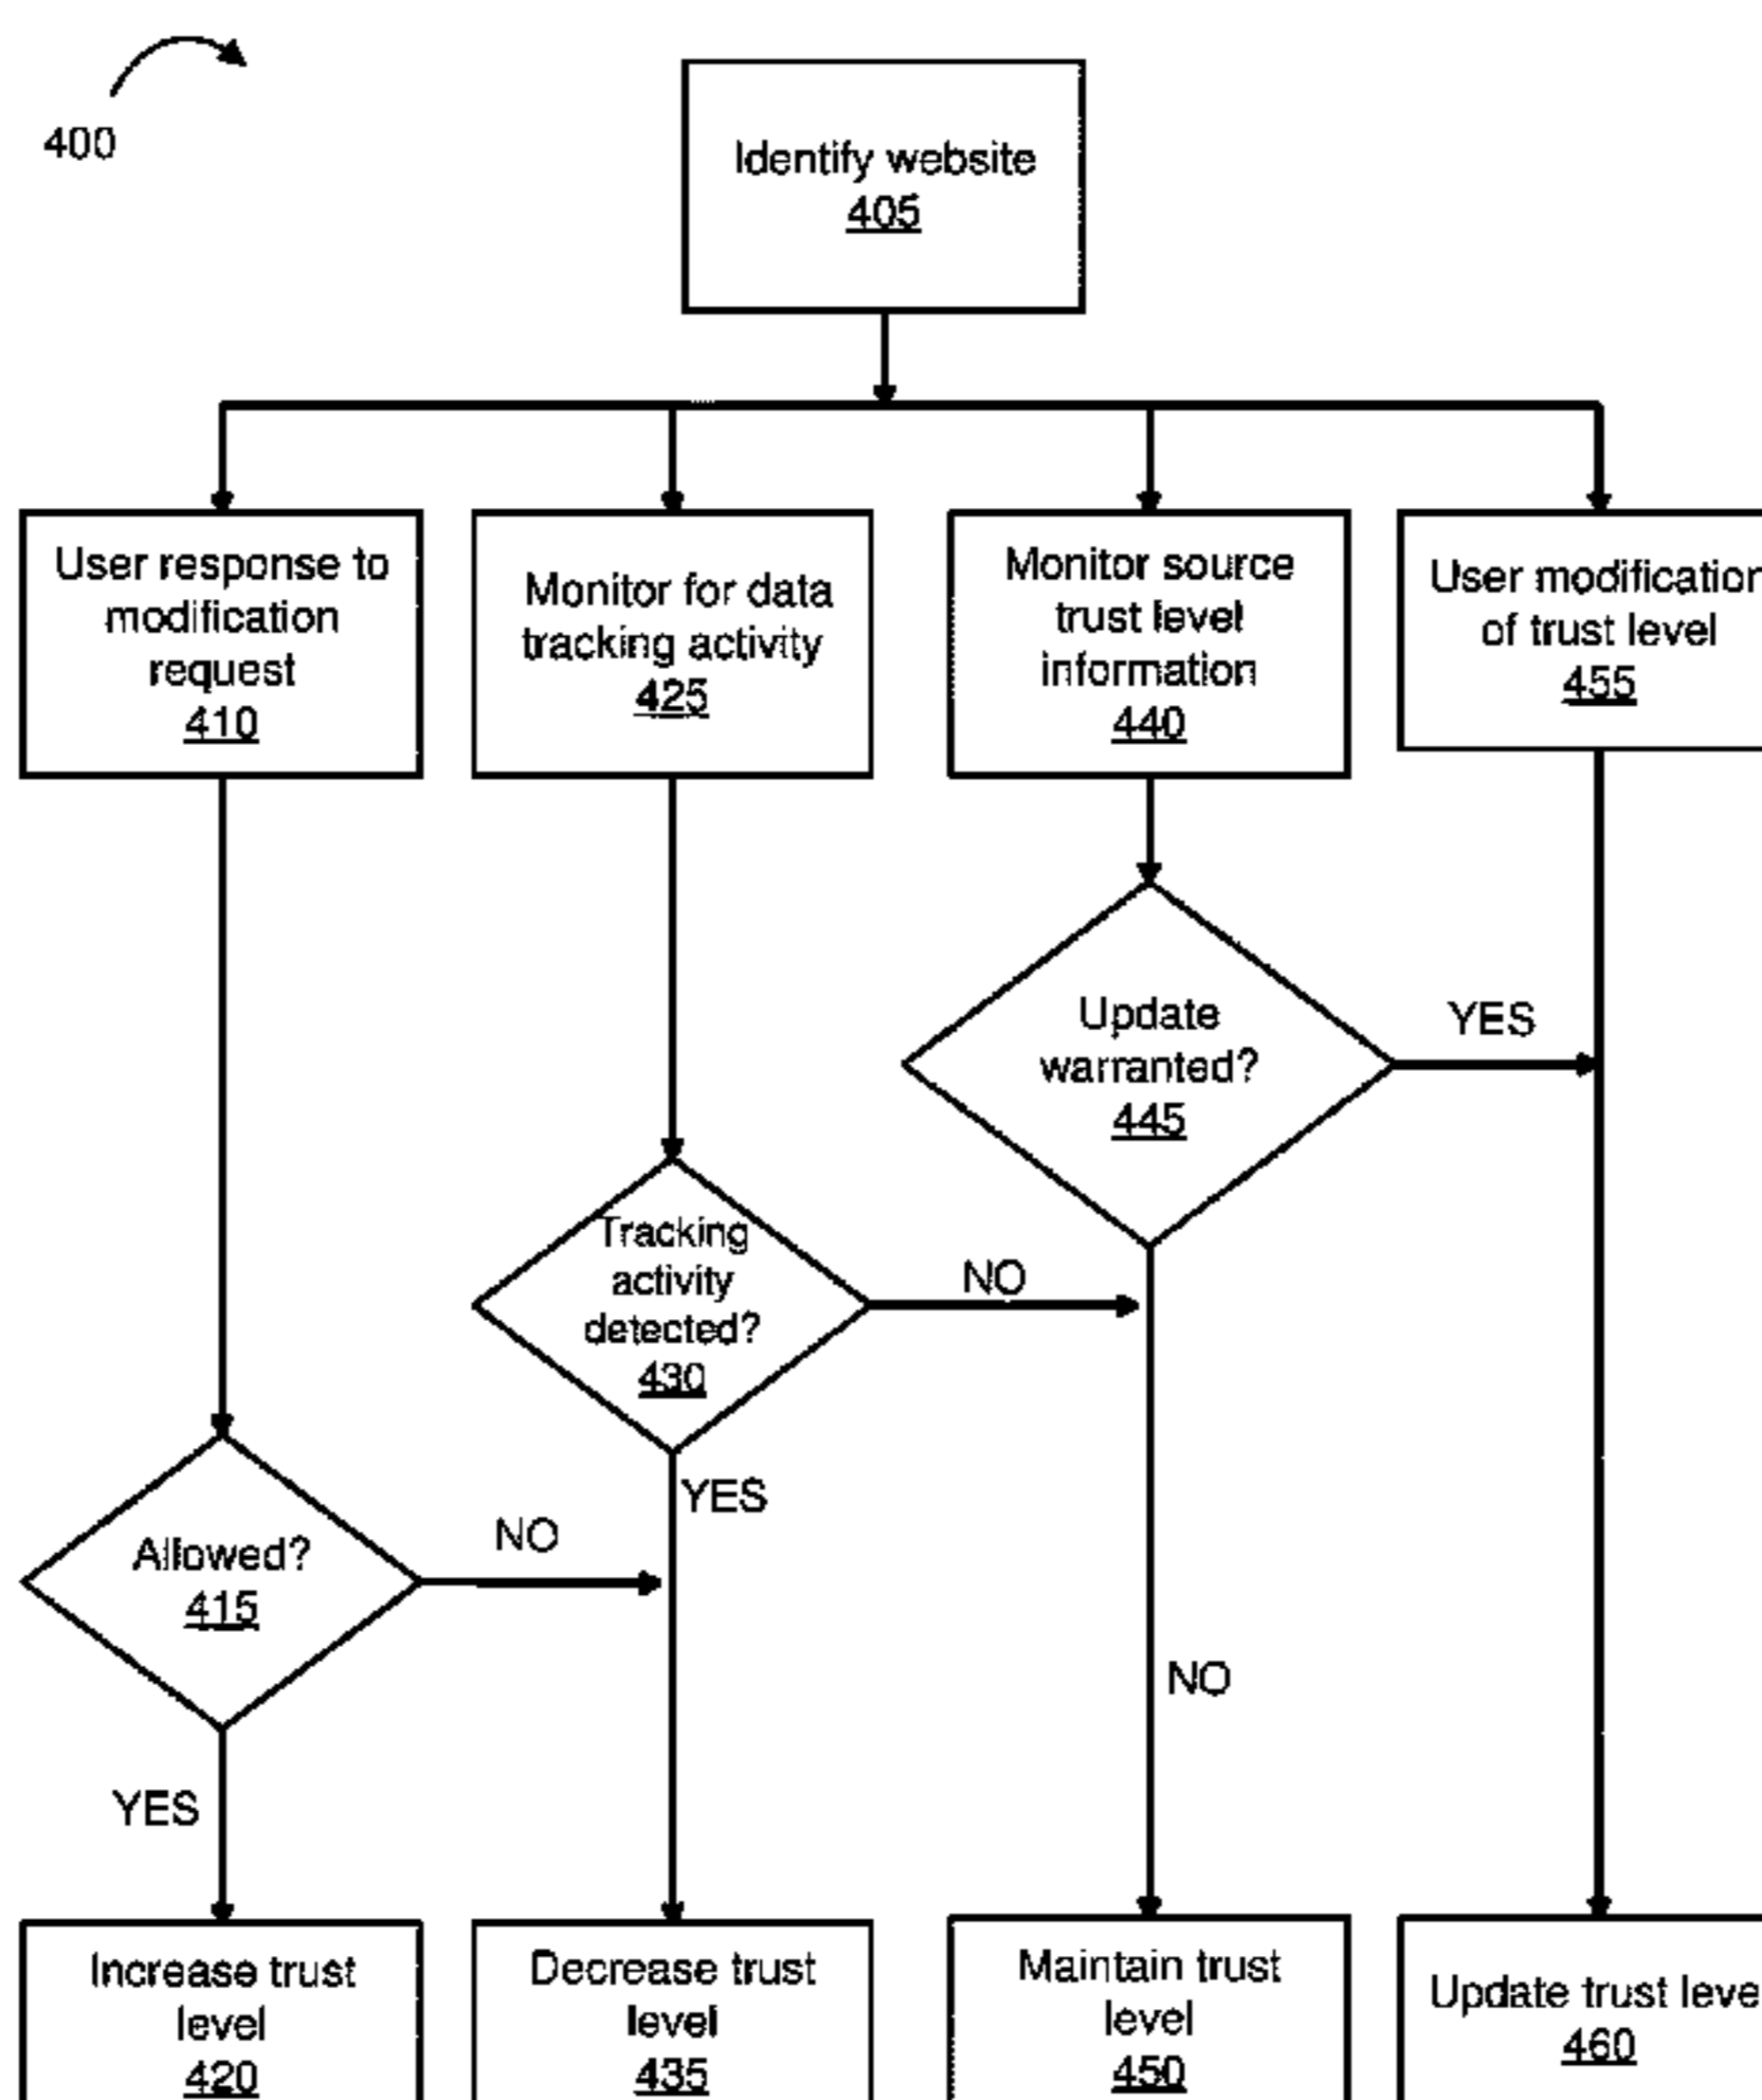 400
Identify website
405
User response to
modification
request
410
Monitor for data
tracking activity
425
Monitor source
trust level
information
440
User modification
of trust level
455
Update
warranted?
445
YES
Tracking
activity
detected?
430
NO
YES
Allowed?
415
NO
NO
YES
Increase trust
level
420
Decrease trust
level
435
Maintain trust
level
450
Update trust leve
460